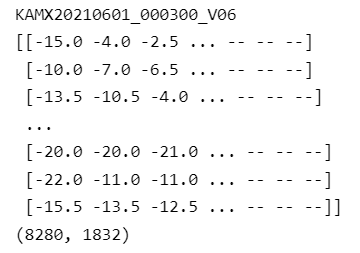 KAMX20210601_000300_V06
[[-15.0 -4.0 -2.5 ... -- -- --]
[-10.0 -7.0 -6.5 ... -- -- --]
[-13.5 -10.5 -4.0 ... -- -- --]
...
[-20.0 -20.0 -21.0 ... -- -- --]
[-22.0 -11.0 -11.0 ... -- -- --]
[-15.5 -13.5 -12.5 ... -- -- --]]
(8280, 1832)